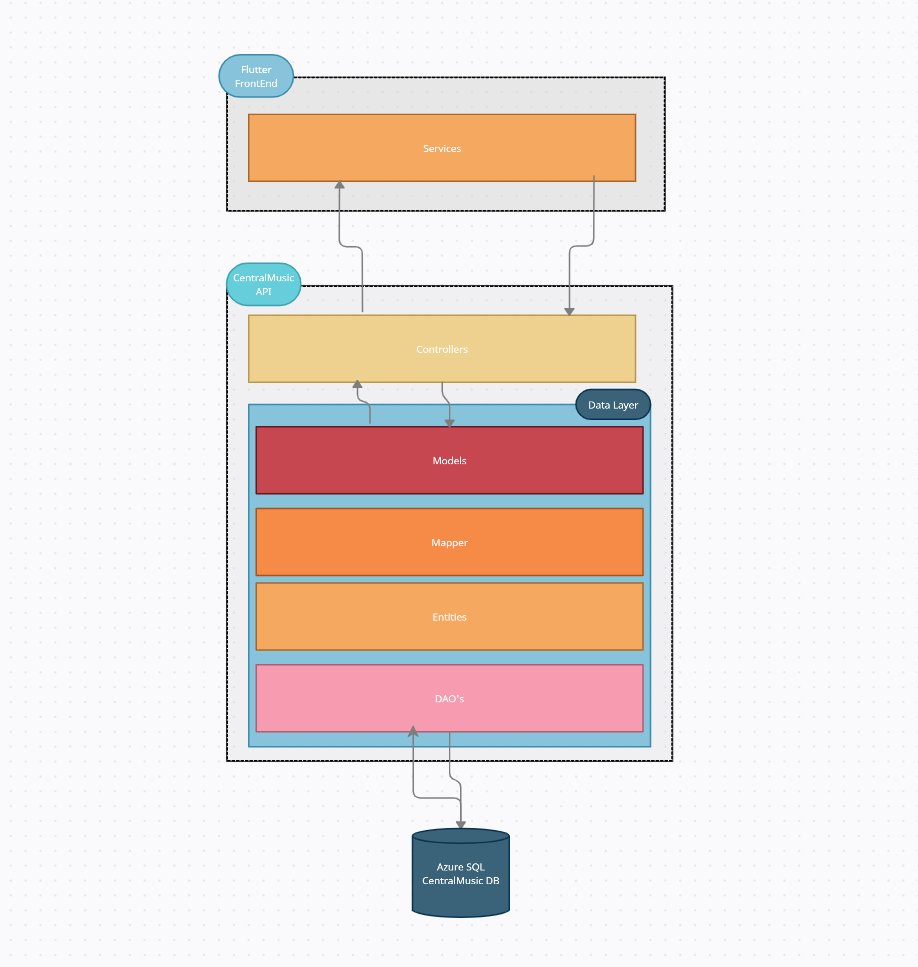 Flutter
FrontEnd
Services
CentralMusic
API
Controllers
Data Layer
Models
Mapper
Entities
DAO's
Azure SQL
CentralMusic DB